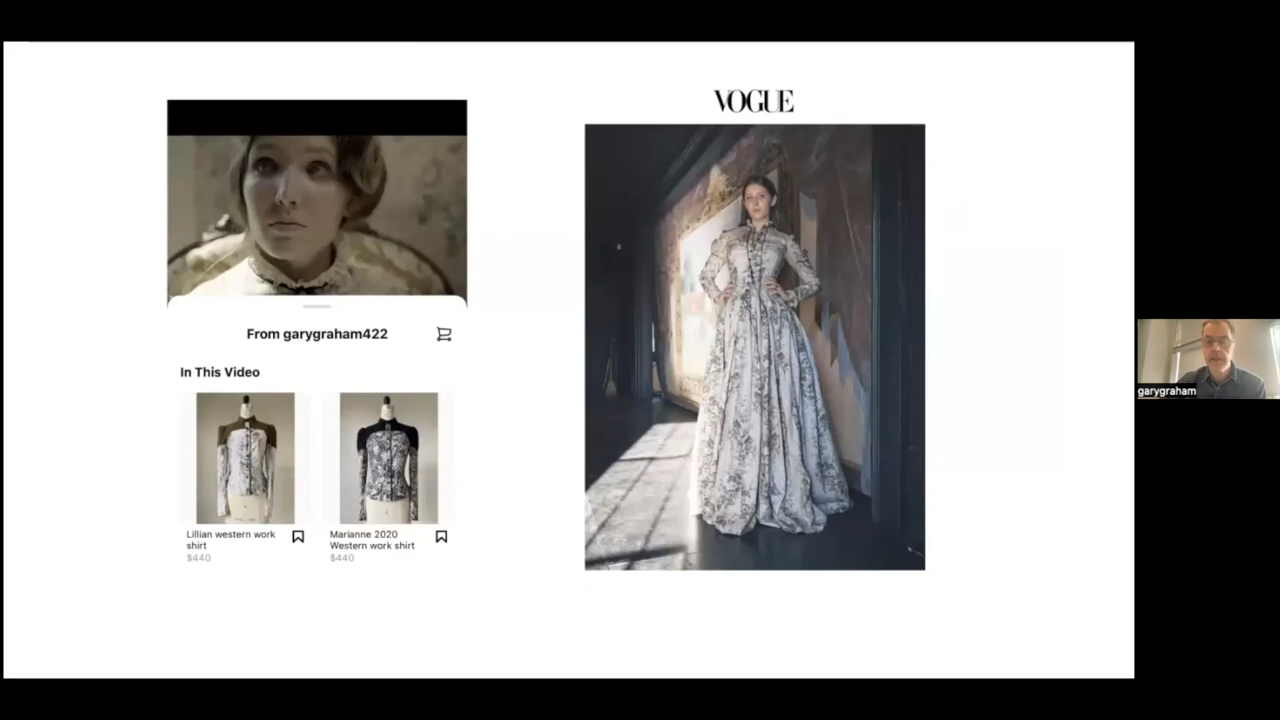 VOGUE
From garygraham422
In This Video
Lillian western work
shirt
$440
Marianne 2020
Western work shirt
$440
garygraham